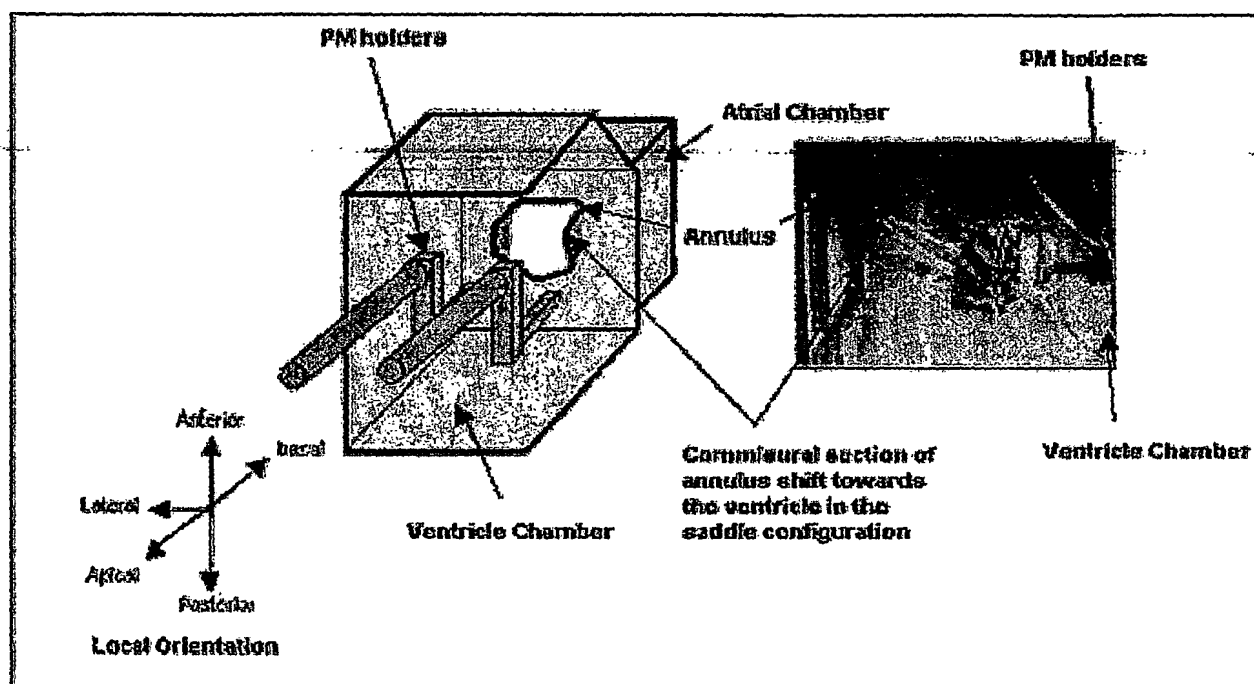 PM holders
PM holders
Atrial Chamber
Annulus
Anterior
basal
Lateral
Apical
Posterior
Local Orientation
Ventricle Chamber
Commisural section of
annulus shift towards
the ventricle in the
saddle configuration
Ventricle Chamber